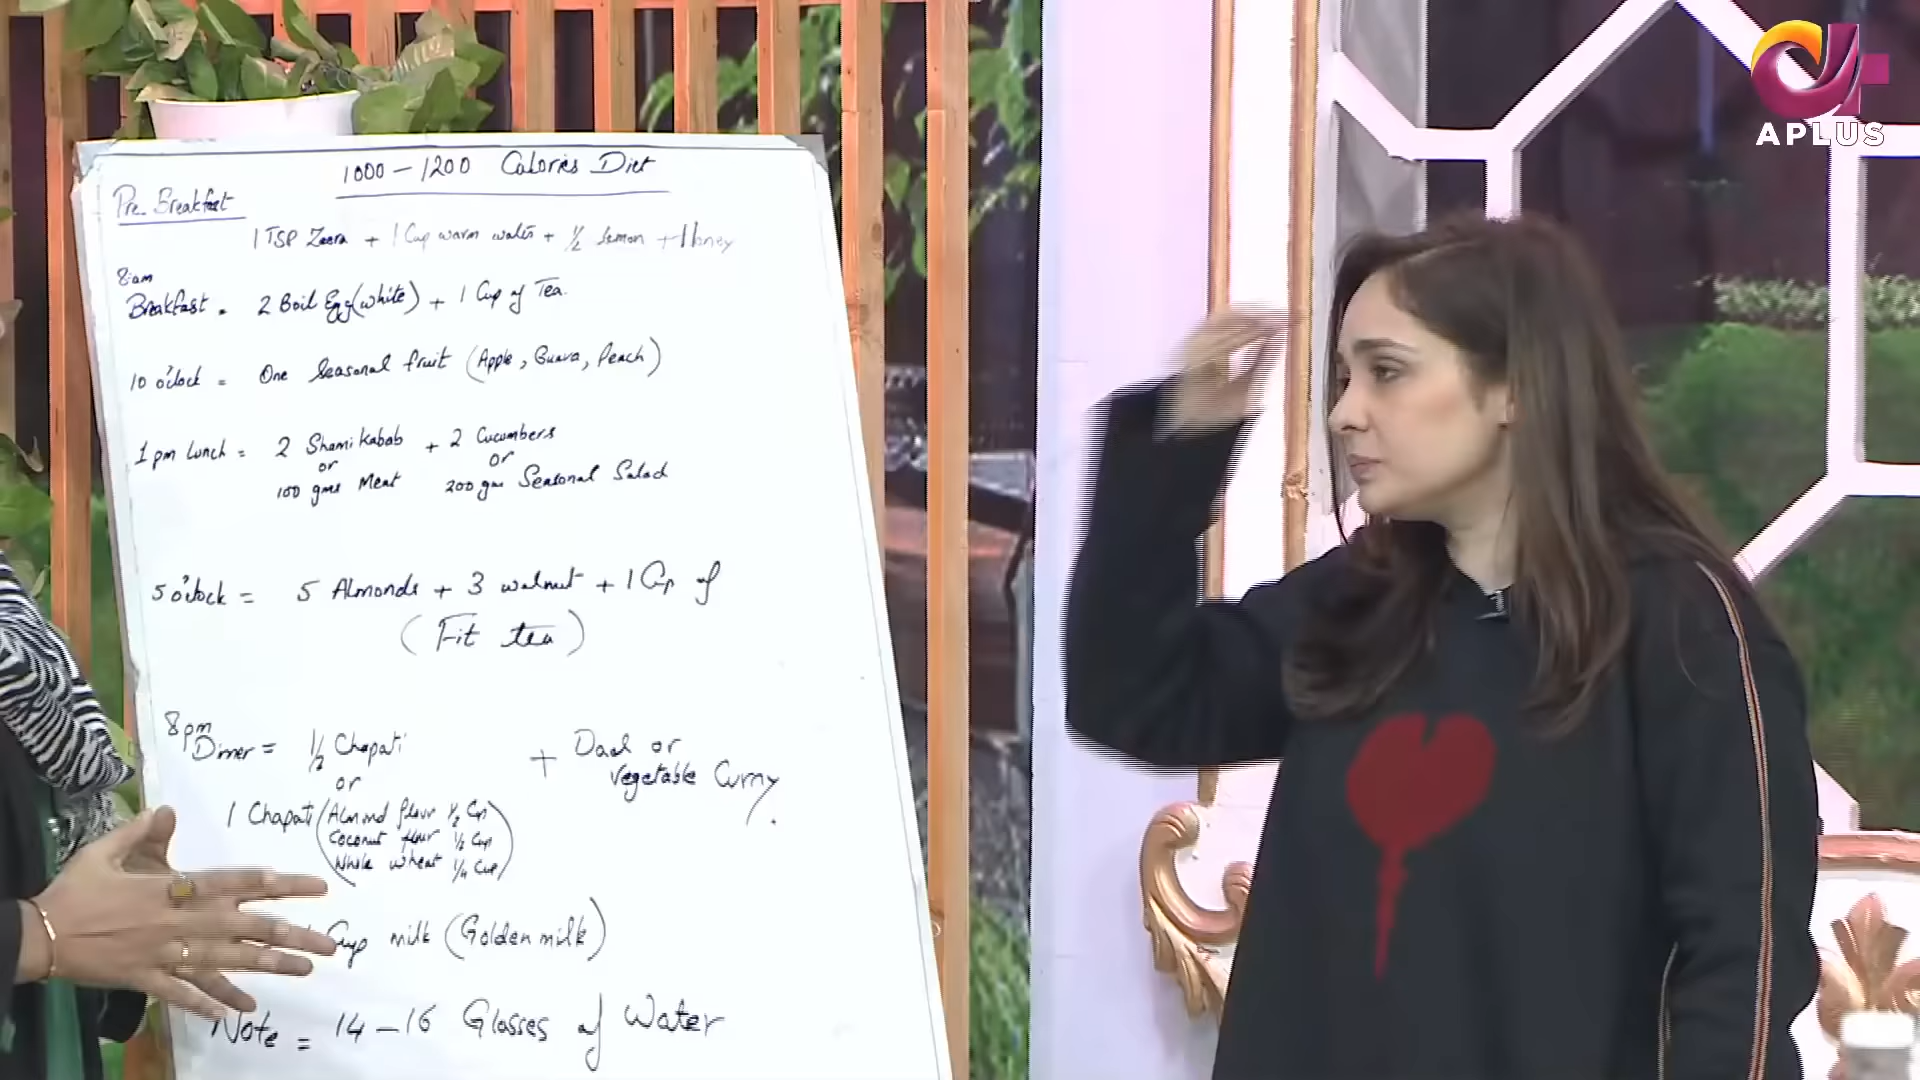 APLUS
1000 - 1200 Calories Diet
Pre-Breakfast
1 TSP Zeera + 1 Cup warm water + 1/2 lemon + Honey
8am
Breakfast = 2 Boil Egg (white) + 1 Cup of Tea.
10 o'clock = One Seasonal fruit (Apple, Guava, Peach)
1 pm Lunch = 2 Shami Kabab + 2 Cucumbers
or or
100 gms Meat 200 gm Seasonal Salad
5 o'clock = 5 Almonds + 3 walnut + 1 Cup of
(Fit tea)
8 pm
Dinner = 1/2 Chapati + Daal or
or vegetable Curry.
1 Chapati (Almond flour 1/2 Cup
Coconut flour 1/2 Cup
Whole wheat 1/4 Cup)
Cup milk (Golden milk)
Note = 14 - 16 Glasses of Water